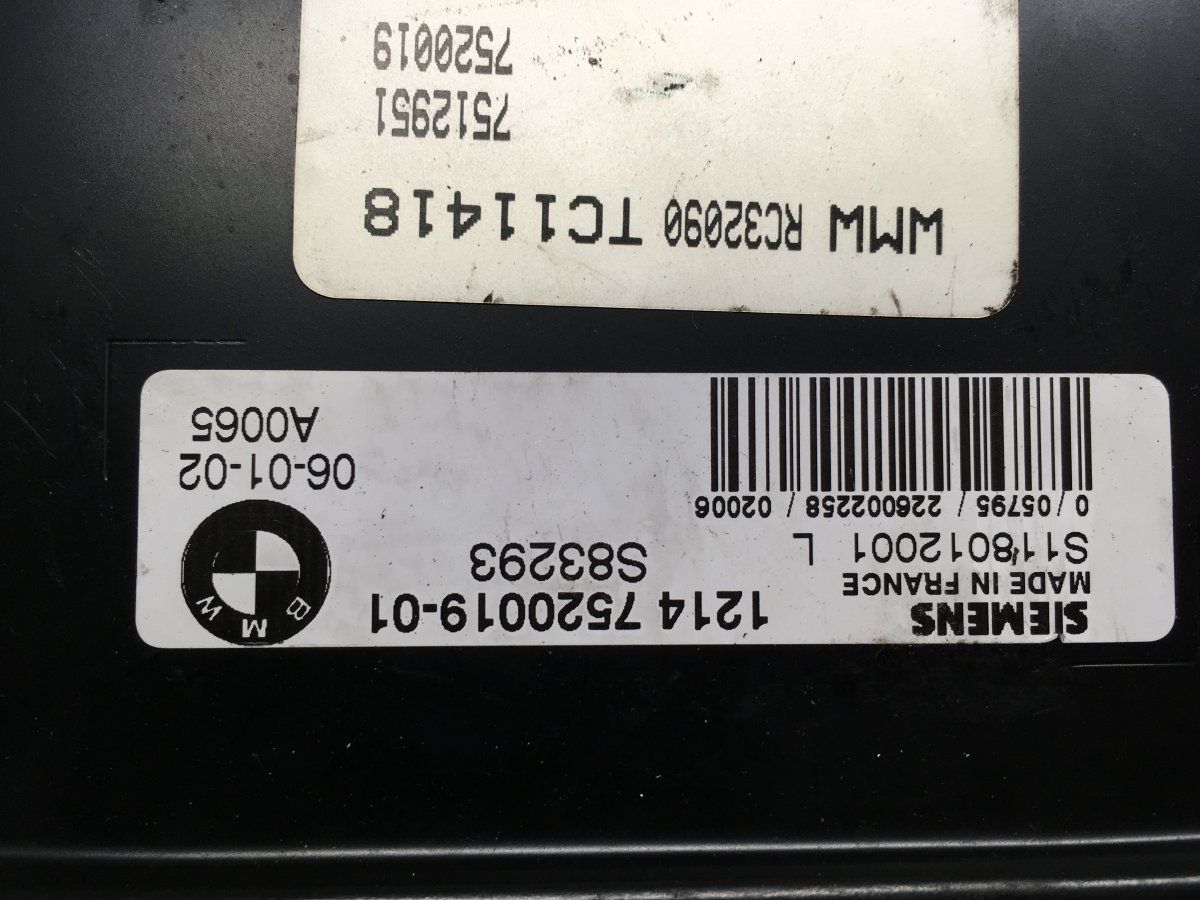 SIEMENS
MADE IN FRANCE
S118012001 L
0 / 05795 / 226002258 / 02006
1214 7520019-01
S83293
BMW
06-01-02
A0065
WMW RC32090 TC11418
7512951
7520019